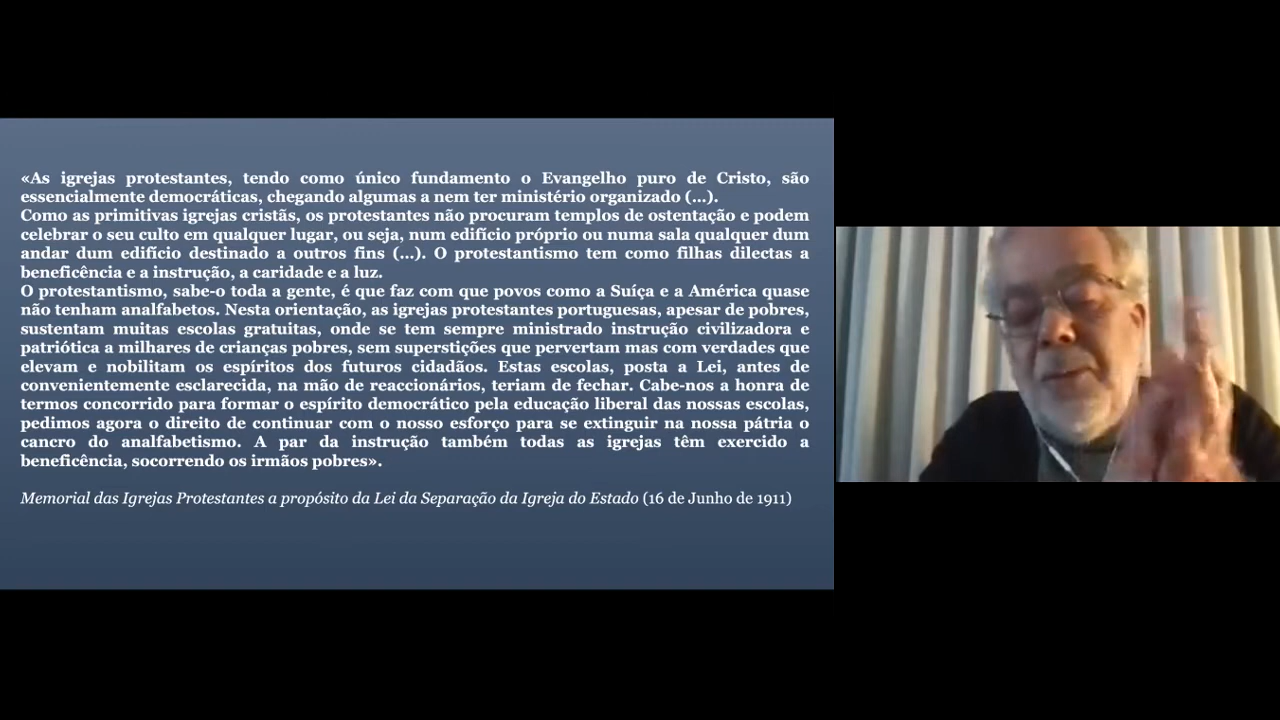 «As igrejas protestantes, tendo como único fundamento o Evangelho puro de Cristo, são
essencialmente democráticas, chegando algumas a nem ter ministério organizado (...).
Como as primitivas igrejas cristãs, os protestantes não procuram templos de ostentação e podem
celebrar o seu culto em qualquer lugar, ou seja, num edifício próprio ou numa sala qualquer dum
andar dum edifício destinado a outros fins (...). O protestantismo tem como filhas dilectas a
beneficência e a instrução, a caridade e a luz.
O protestantismo, sabe-o toda a gente, é que faz com que povos como a Suíça e a América quase
não tenham analfabetos. Nesta orientação, as igrejas protestantes portuguesas, apesar de pobres,
sustentam muitas escolas gratuitas, onde se tem sempre ministrado instrução civilizadora e
patriótica a milhares de crianças pobres, sem superstições que pervertam mas com verdades que
elevam e nobilitam os espíritos dos futuros cidadãos. Estas escolas, posta a Lei, antes de
convenientemente esclarecida, na mão de reaccionários, teriam de fechar. Cabe-nos a honra de
termos concorrido para formar o espírito democrático pela educação liberal das nossas escolas,
pedimos agora o direito de continuar com o nosso esforço para se extinguir na nossa pátria o
cancro do analfabetismo. A par da instrução também todas as igrejas têm exercido a
beneficência, socorrendo os irmãos pobres».
Memorial das Igrejas Protestantes a propósito da Lei da Separação da Igreja do Estado (16 de Junho de 1911)